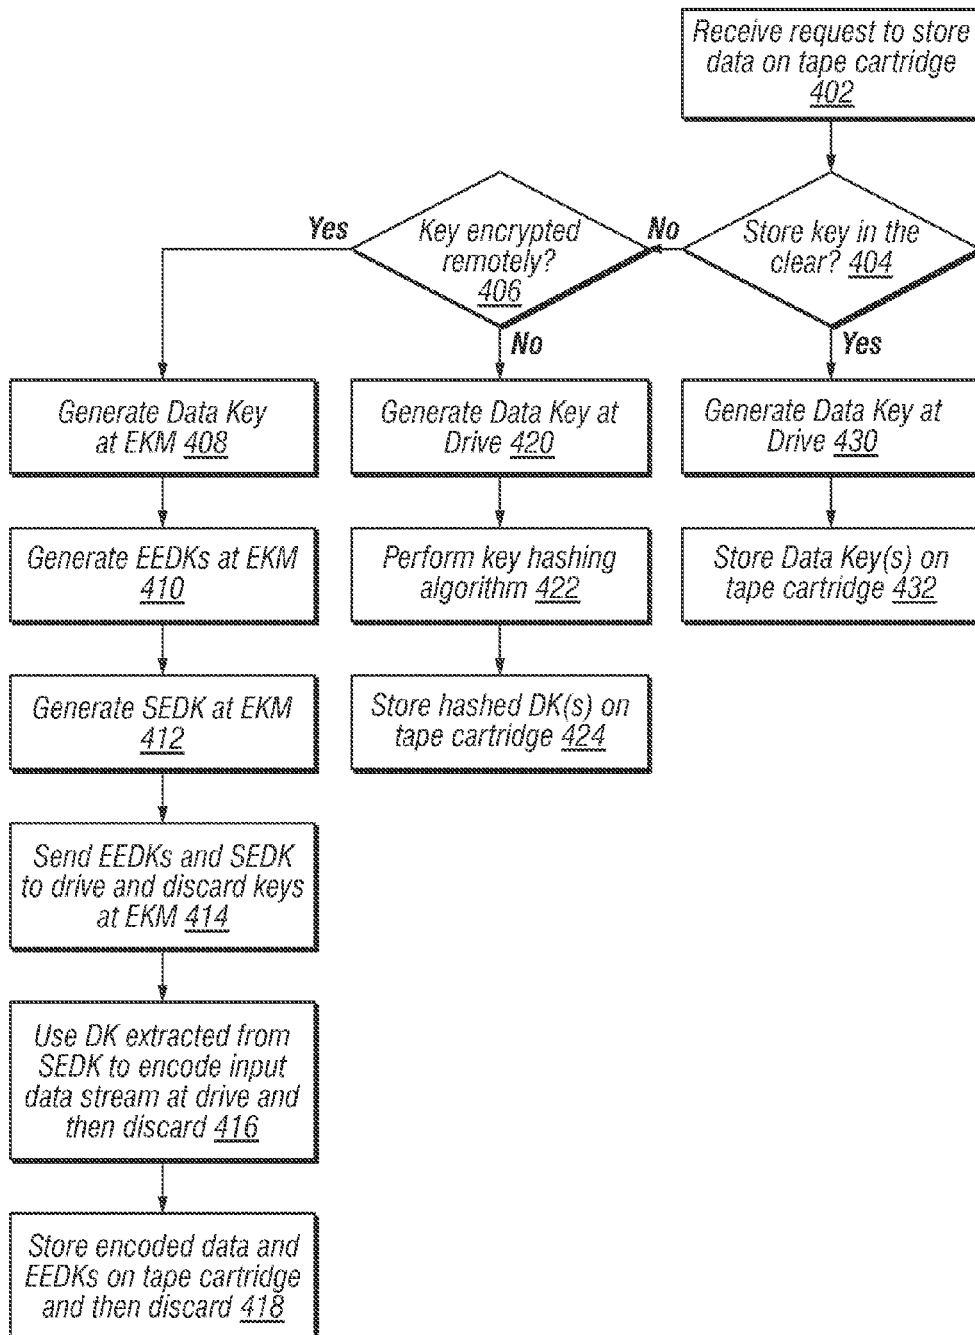 Receive request to store
data on tape cartridge
402
Yes
Key encrypted
remotely?
406
No
Store key in the
clear? 404
No
Yes
Generate Data Key
at EKM 408
Generate Data Key at
Drive 420
Generate Data Key at
Drive 430
Generate EEDKs at EKM
410
Perform key hashing
algorithm 422
Store Data Key(s) on
tape cartridge 432
Generate SEDK at EKM
412
Store hashed DK(s) on
tape cartridge 424
Send EEDKs and SEDK
to drive and discard keys
at EKM 414
Use DK extracted from
SEDK to encode input
data stream at drive and
then discard 416
Store encoded data and
EEDKs on tape cartridge
and then discard 418